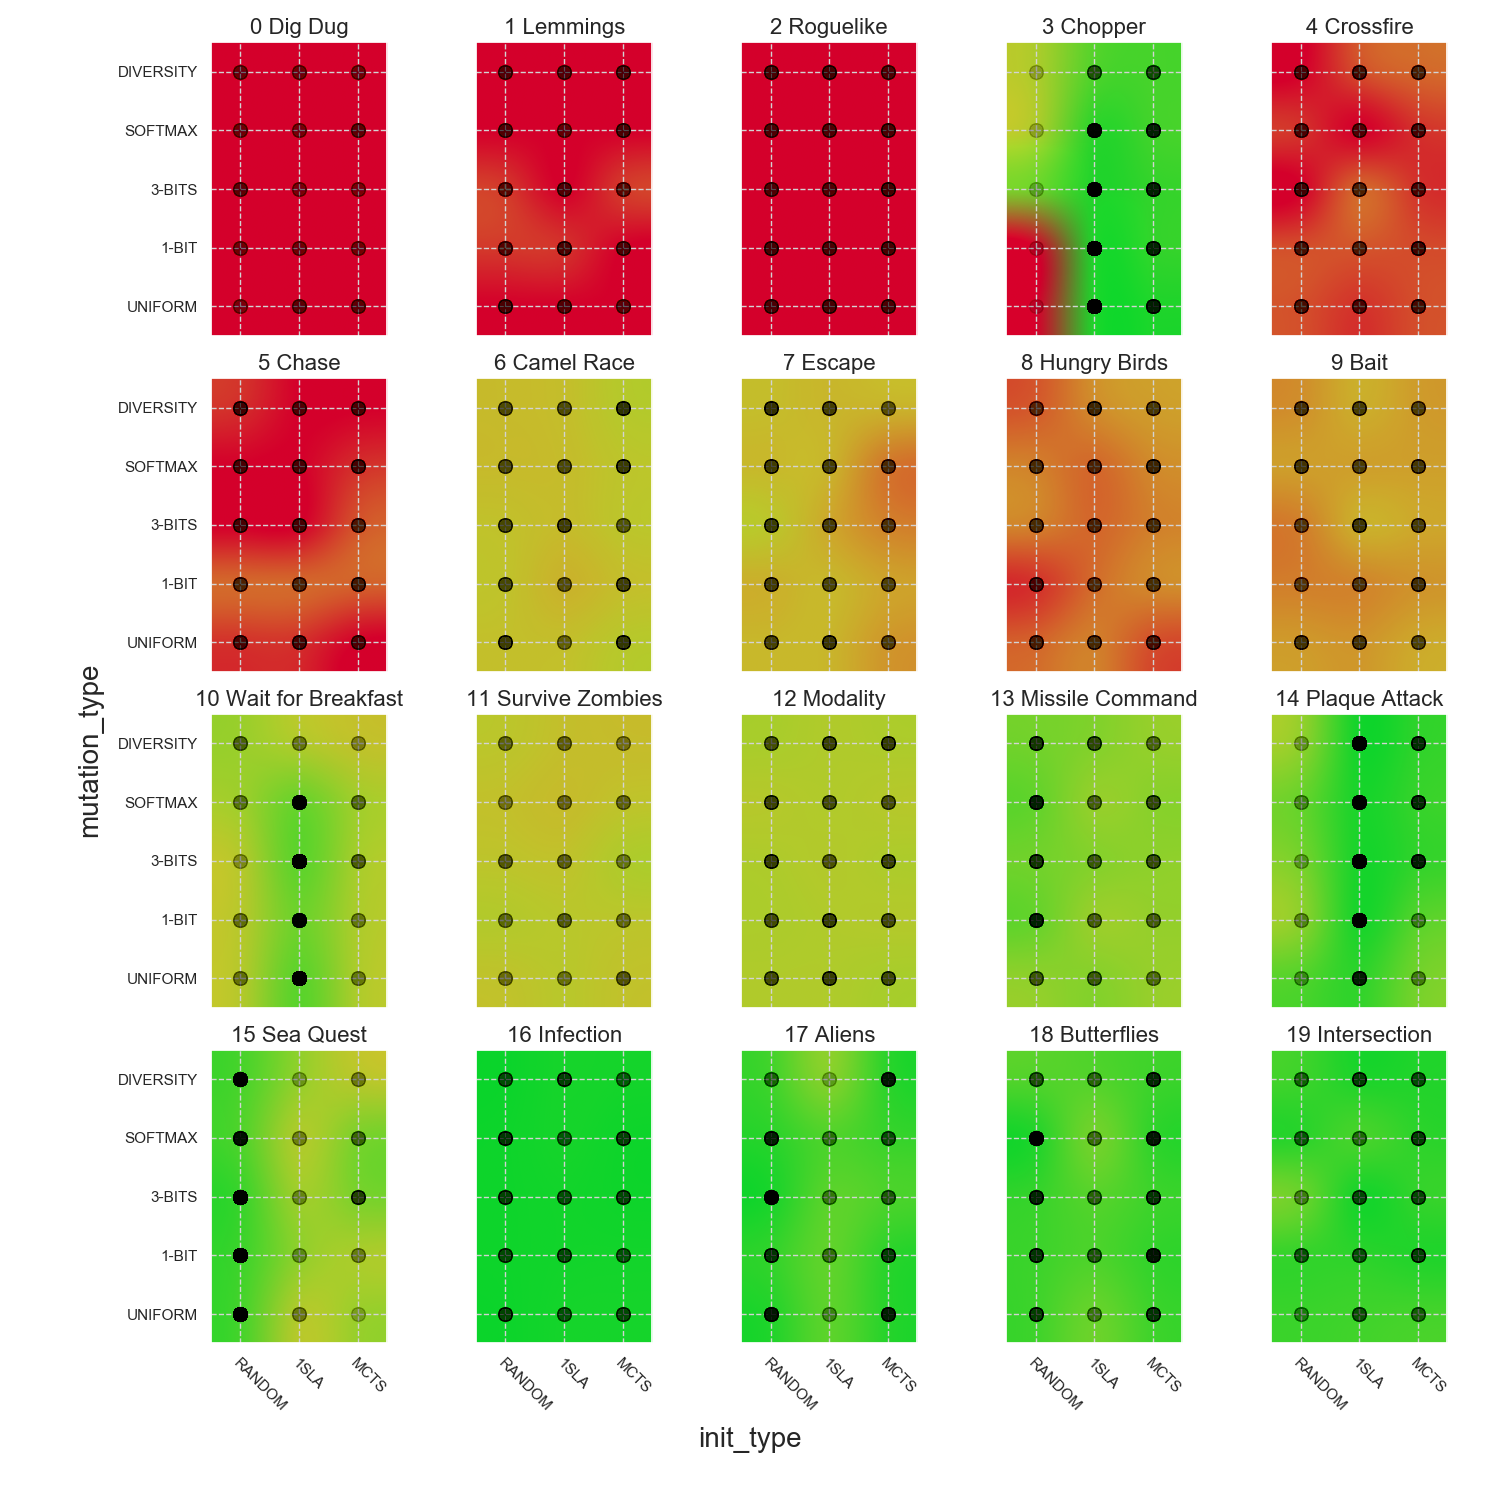 0 Dig Dug
1 Lemmings
2 Roguelike
3 Chopper
4 Crossfire
DIVERSITY
SOFTMAX
3-BITS
1-BIT
UNIFORM
5 Chase
6 Camel Race
7 Escape
8 Hungry Birds
9 Bait
DIVERSITY
SOFTMAX
3-BITS
1-BIT
UNIFORM
mutation_type
10 Wait for Breakfast
11 Survive Zombies
12 Modality
13 Missile Command
14 Plaque Attack
DIVERSITY
SOFTMAX
3-BITS
1-BIT
UNIFORM
15 Sea Quest
16 Infection
17 Aliens
18 Butterflies
19 Intersection
DIVERSITY
SOFTMAX
3-BITS
1-BIT
UNIFORM
RANDOM
1SLA
MCTS
RANDOM
1SLA
MCTS
RANDOM
1SLA
MCTS
RANDOM
1SLA
MCTS
RANDOM
1SLA
MCTS
init_type